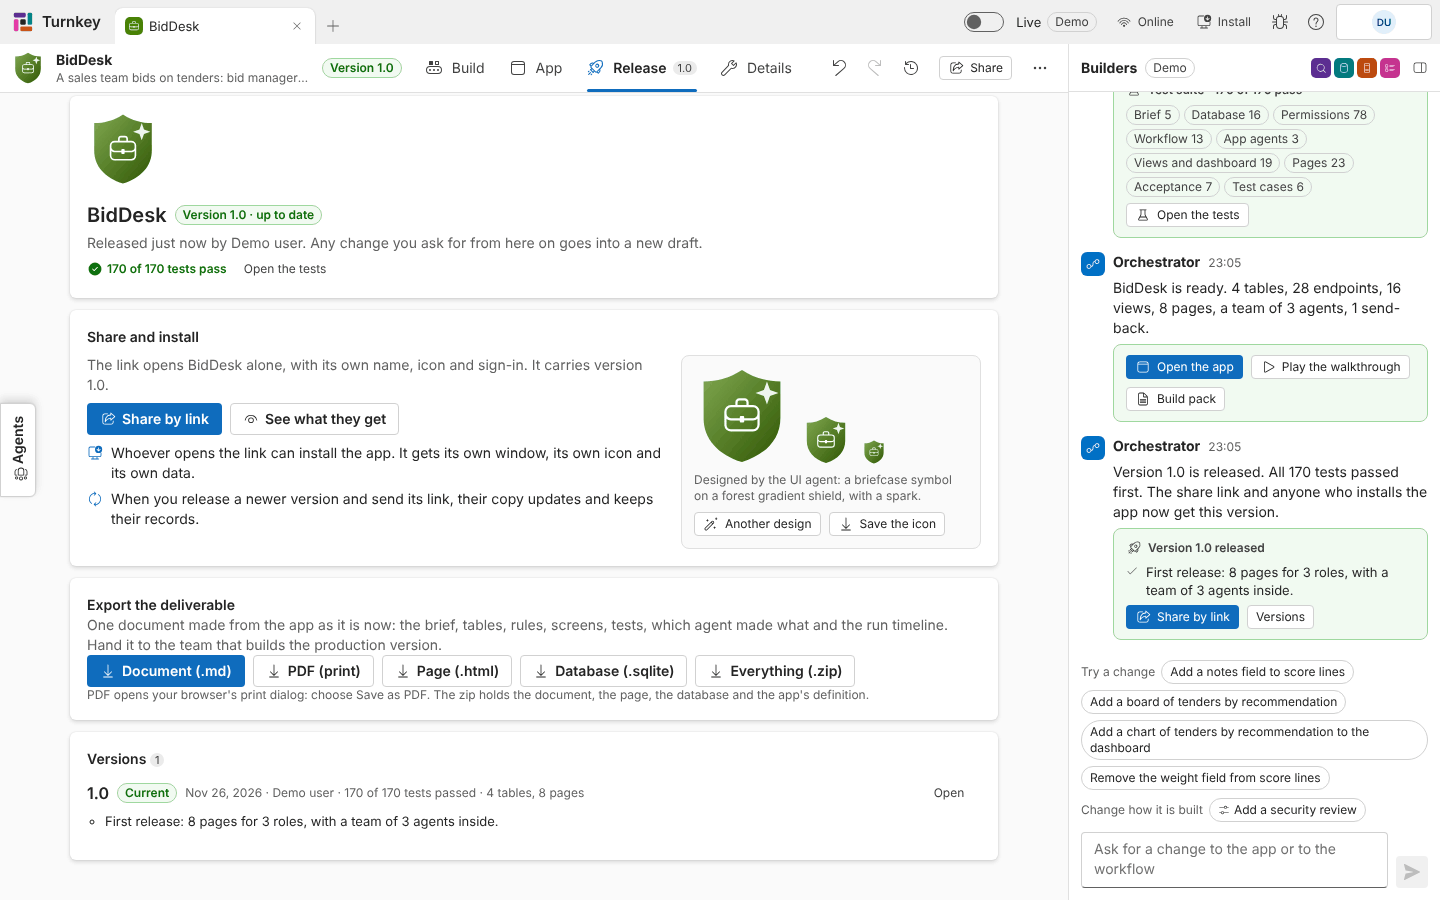 Turnkey
BidDesk
Live
Demo
Online
Install
DU
BidDesk
A sales team bids on tenders: bid manager...
Version 1.0
Build
App
Release 1.0
Details
Share
Builders
Demo
BidDesk
Version 1.0 · up to date
Released just now by Demo user. Any change you ask for from here on goes into a new draft.
170 of 170 tests pass
Open the tests
Share and install
The link opens BidDesk alone, with its own name, icon and sign-in. It carries version
1.0.
Share by link
See what they get
Whoever opens the link can install the app. It gets its own window, its own icon and
its own data.
When you release a newer version and send its link, their copy updates and keeps
their records.
Designed by the UI agent: a briefcase symbol
on a forest gradient shield, with a spark.
Another design
Save the icon
Agents
Export the deliverable
One document made from the app as it is now: the brief, tables, rules, screens, tests, which agent made what and the run timeline.
Hand it to the team that builds the production version.
Document (.md)
PDF (print)
Page (.html)
Database (.sqlite)
Everything (.zip)
PDF opens your browser's print dialog: choose Save as PDF. The zip holds the document, the page, the database and the app's definition.
Versions 1
1.0 Current Nov 26, 2026 · Demo user · 170 of 170 tests passed · 4 tables, 8 pages
Open
First release: 8 pages for 3 roles, with a team of 3 agents inside.
Test suite · 170 of 170 pass
Brief 5
Database 16
Permissions 78
Workflow 13
App agents 3
Views and dashboard 19
Pages 23
Acceptance 7
Test cases 6
Open the tests
Orchestrator 23:05
BidDesk is ready. 4 tables, 28 endpoints, 16
views, 8 pages, a team of 3 agents, 1 send-
back.
Open the app
Play the walkthrough
Build pack
Orchestrator 23:05
Version 1.0 is released. All 170 tests passed
first. The share link and anyone who installs the
app now get this version.
Version 1.0 released
First release: 8 pages for 3 roles, with a
team of 3 agents inside.
Share by link
Versions
Try a change
Add a notes field to score lines
Add a board of tenders by recommendation
Add a chart of tenders by recommendation to the
dashboard
Remove the weight field from score lines
Change how it is built
Add a security review
Ask for a change to the app or to the
workflow